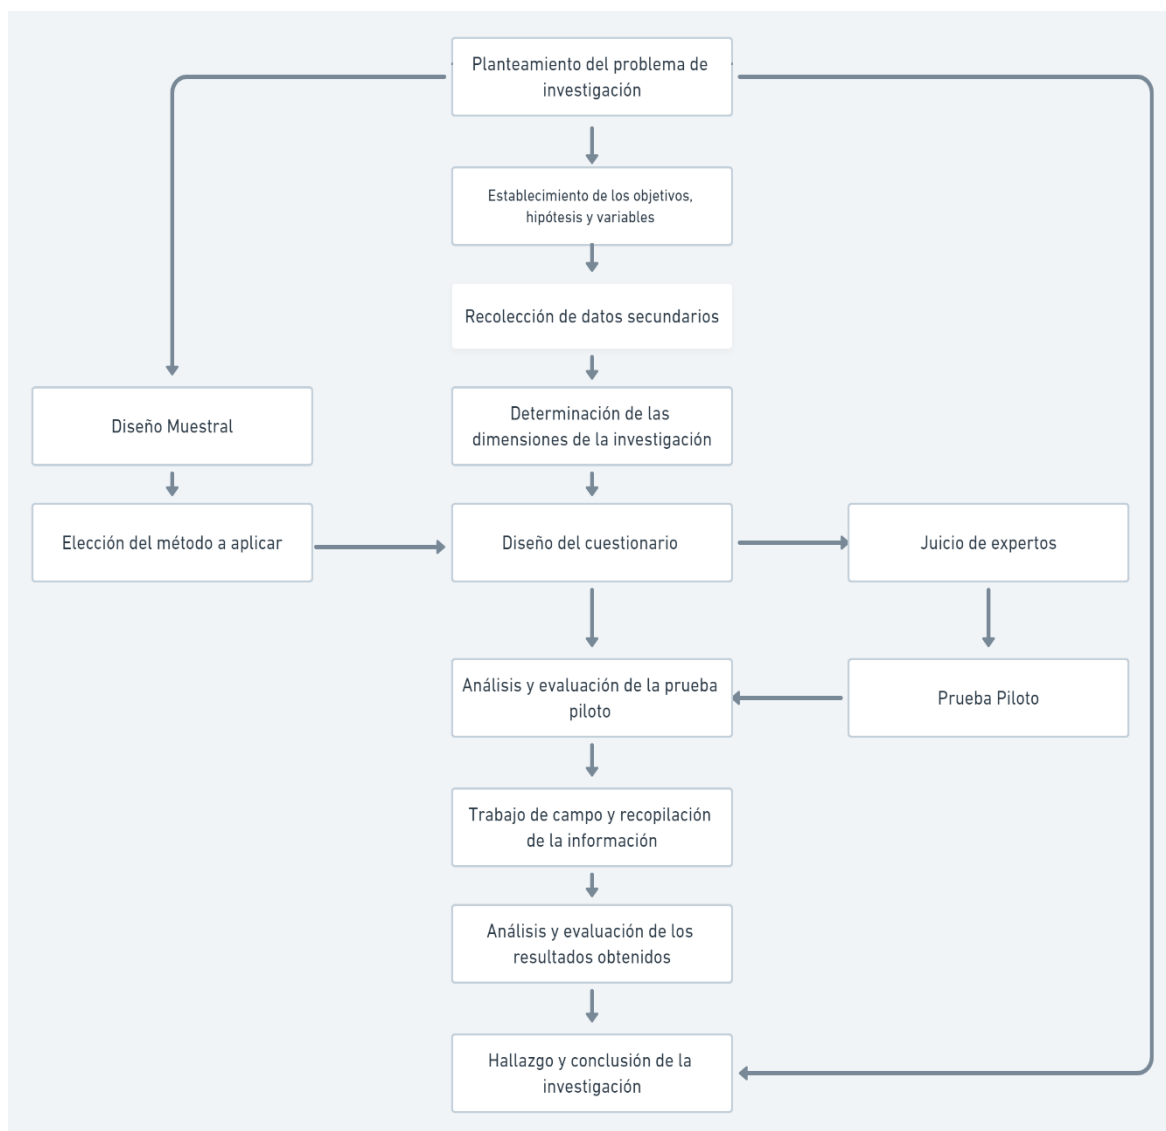 Planteamiento del problema de
investigación
Establecimiento de los objetivos,
hipótesis y variables
Recolección de datos secundarios
Diseño Muestral
Determinación de las
dimensiones de la investigación
Elección del método a aplicar
Diseño del cuestionario
Juicio de expertos
Análisis y evaluación de la prueba
piloto
Prueba Piloto
Trabajo de campo y recopilación
de la información
Análisis y evaluación de los
resultados obtenidos
Hallazgo y conclusión de la
investigación